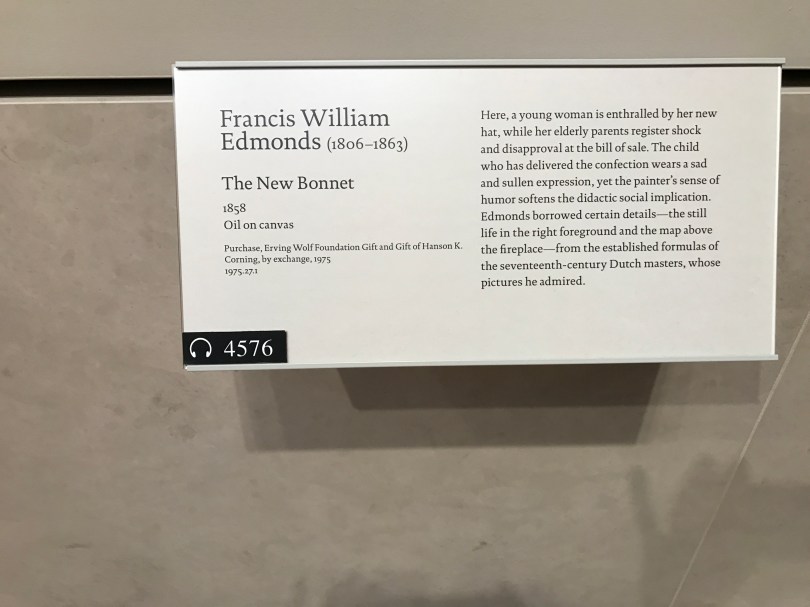 Francis William
Edmonds (1806–1863)
The New Bonnet
1858
Oil on canvas
Purchase, Erving Wolf Foundation Gift and Gift of Hanson K.
Corning, by exchange, 1975
1975.27.1
4576
Here, a young woman is enthralled by her new
hat, while her elderly parents register shock
and disapproval at the bill of sale. The child
who has delivered the confection wears a sad
and sullen expression, yet the painter’s sense of
humor softens the didactic social implication.
Edmonds borrowed certain details—the still
life in the right foreground and the map above
the fireplace—from the established formulas of
the seventeenth-century Dutch masters, whose
pictures he admired.